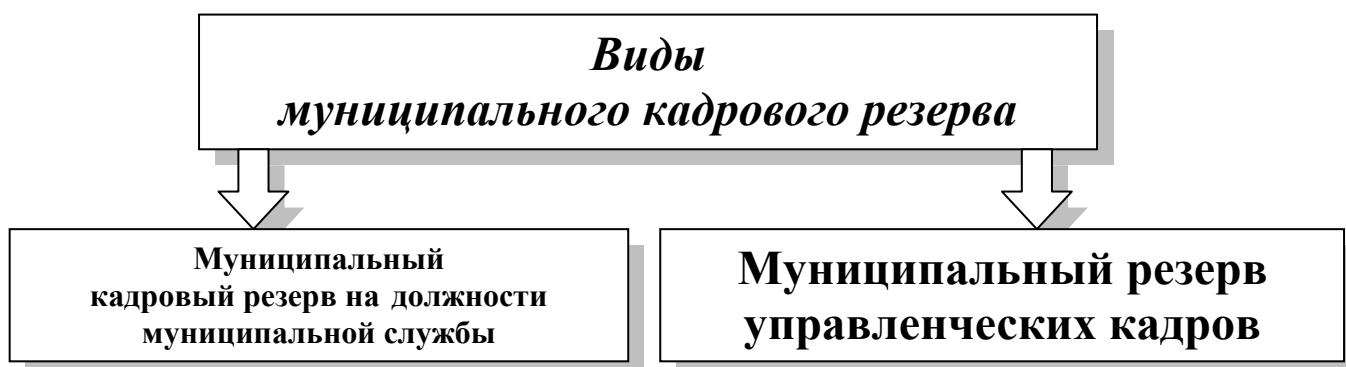 Виды
муниципального кадрового резерва
Муниципальный
кадровый резерв на должности
муниципальной службы
Муниципальный резерв
управленческих кадров